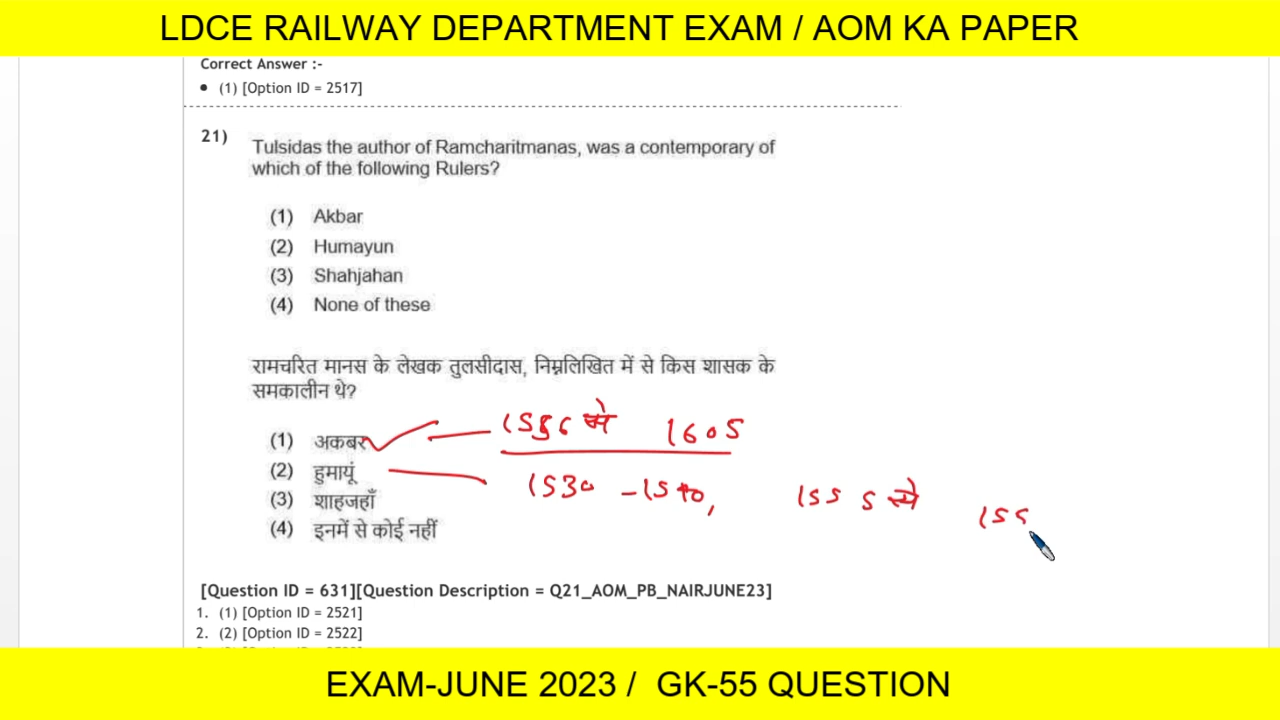 LDCE RAILWAY DEPARTMENT EXAM / AOM KA PAPER
Correct Answer :-
• (1) [Option ID = 2517]
21)
Tulsidas the author of Ramcharitmanas, was a contemporary of
which of the following Rulers?
(1) Akbar
(2) Humayun
(3) Shahjahan
(4) None of these
रामचरित मानस के लेखक तुलसीदास, निम्नलिखित में से किस शासक के
समकालीन थे?
(1) अकबर
1556 से 1605
(2) हुमायूं
1530 - 1540, 1555 से 155
(3) शाहजहाँ
(4) इनमें से कोई नहीं
[Question ID = 631][Question Description = Q21_AOM_PB_NAIRJUNE23]
1. (1) [Option ID = 2521]
2. (2) [Option ID = 2522]
EXAM-JUNE 2023 / GK-55 QUESTION